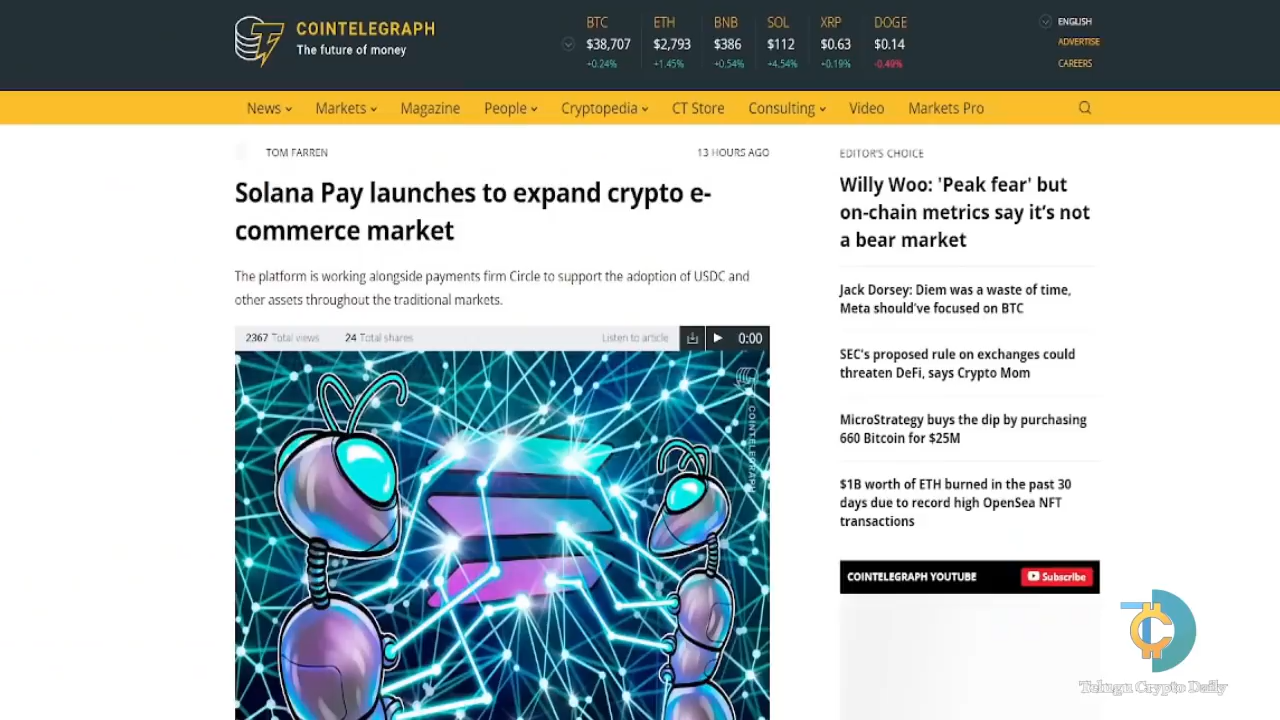 COINTELEGRAPH
The future of money
BTC ETH BNB SOL XRP DOGE
$38,707 $2,793 $386 $112 $0.63 $0.14
+0.24% +1.45% +0.54% +4.54% +0.19% -0.49%
ENGLISH
ADVERTISE
CAREERS
News Markets Magazine People Cryptopedia CT Store Consulting Video Markets Pro
TOM FARREN 13 HOURS AGO
Solana Pay launches to expand crypto e-
commerce market
The platform is working alongside payments firm Circle to support the adoption of USDC and
other assets throughout the traditional markets.
2367 Total views 24 Total shares Listen to article 0:00
COINTELEGRAPH
EDITOR'S CHOICE
Willy Woo: 'Peak fear' but
on-chain metrics say it's not
a bear market
Jack Dorsey: Diem was a waste of time,
Meta should've focused on BTC
SEC's proposed rule on exchanges could
threaten DeFi, says Crypto Mom
MicroStrategy buys the dip by purchasing
660 Bitcoin for $25M
$1B worth of ETH burned in the past 30
days due to record high OpenSea NFT
transactions
COINTELEGRAPH YOUTUBE Subscribe
Telugu Crypto Daily